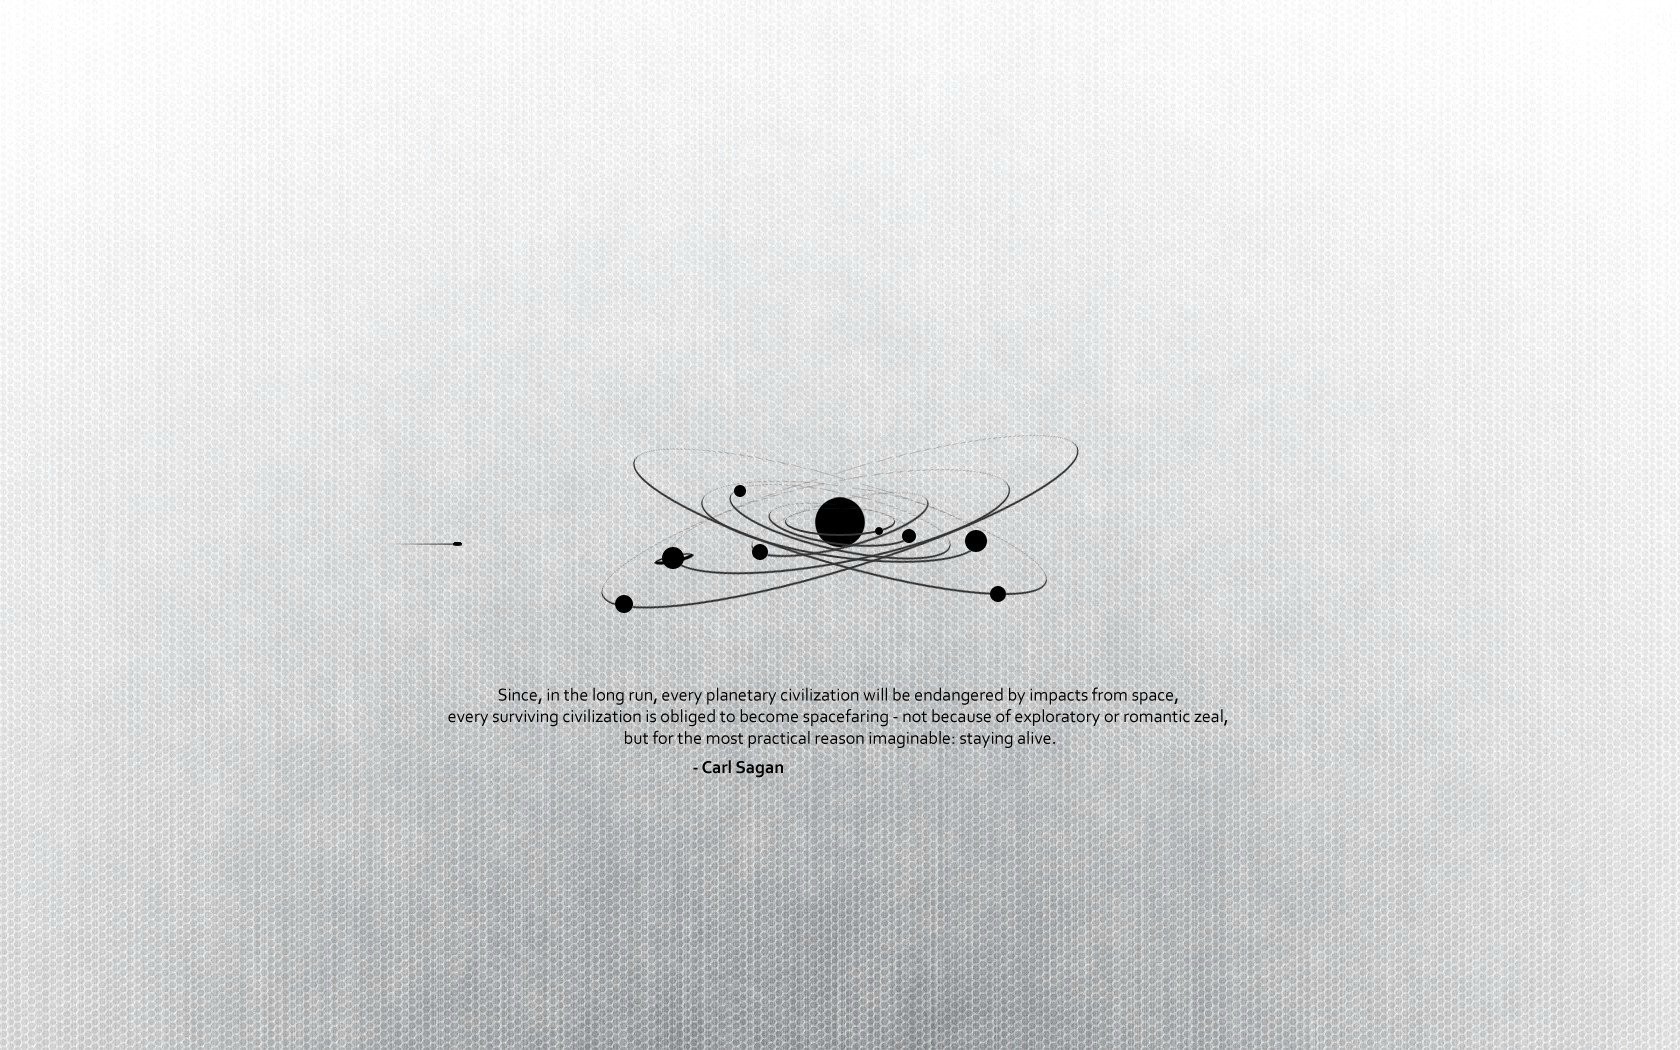 Since, in the long run, every planetary civilization will be endangered by impacts from space,
every surviving civilization is obliged to become spacefaring - not because of exploratory or romantic zeal,
but for the most practical reason imaginable: staying alive.
- Carl Sagan